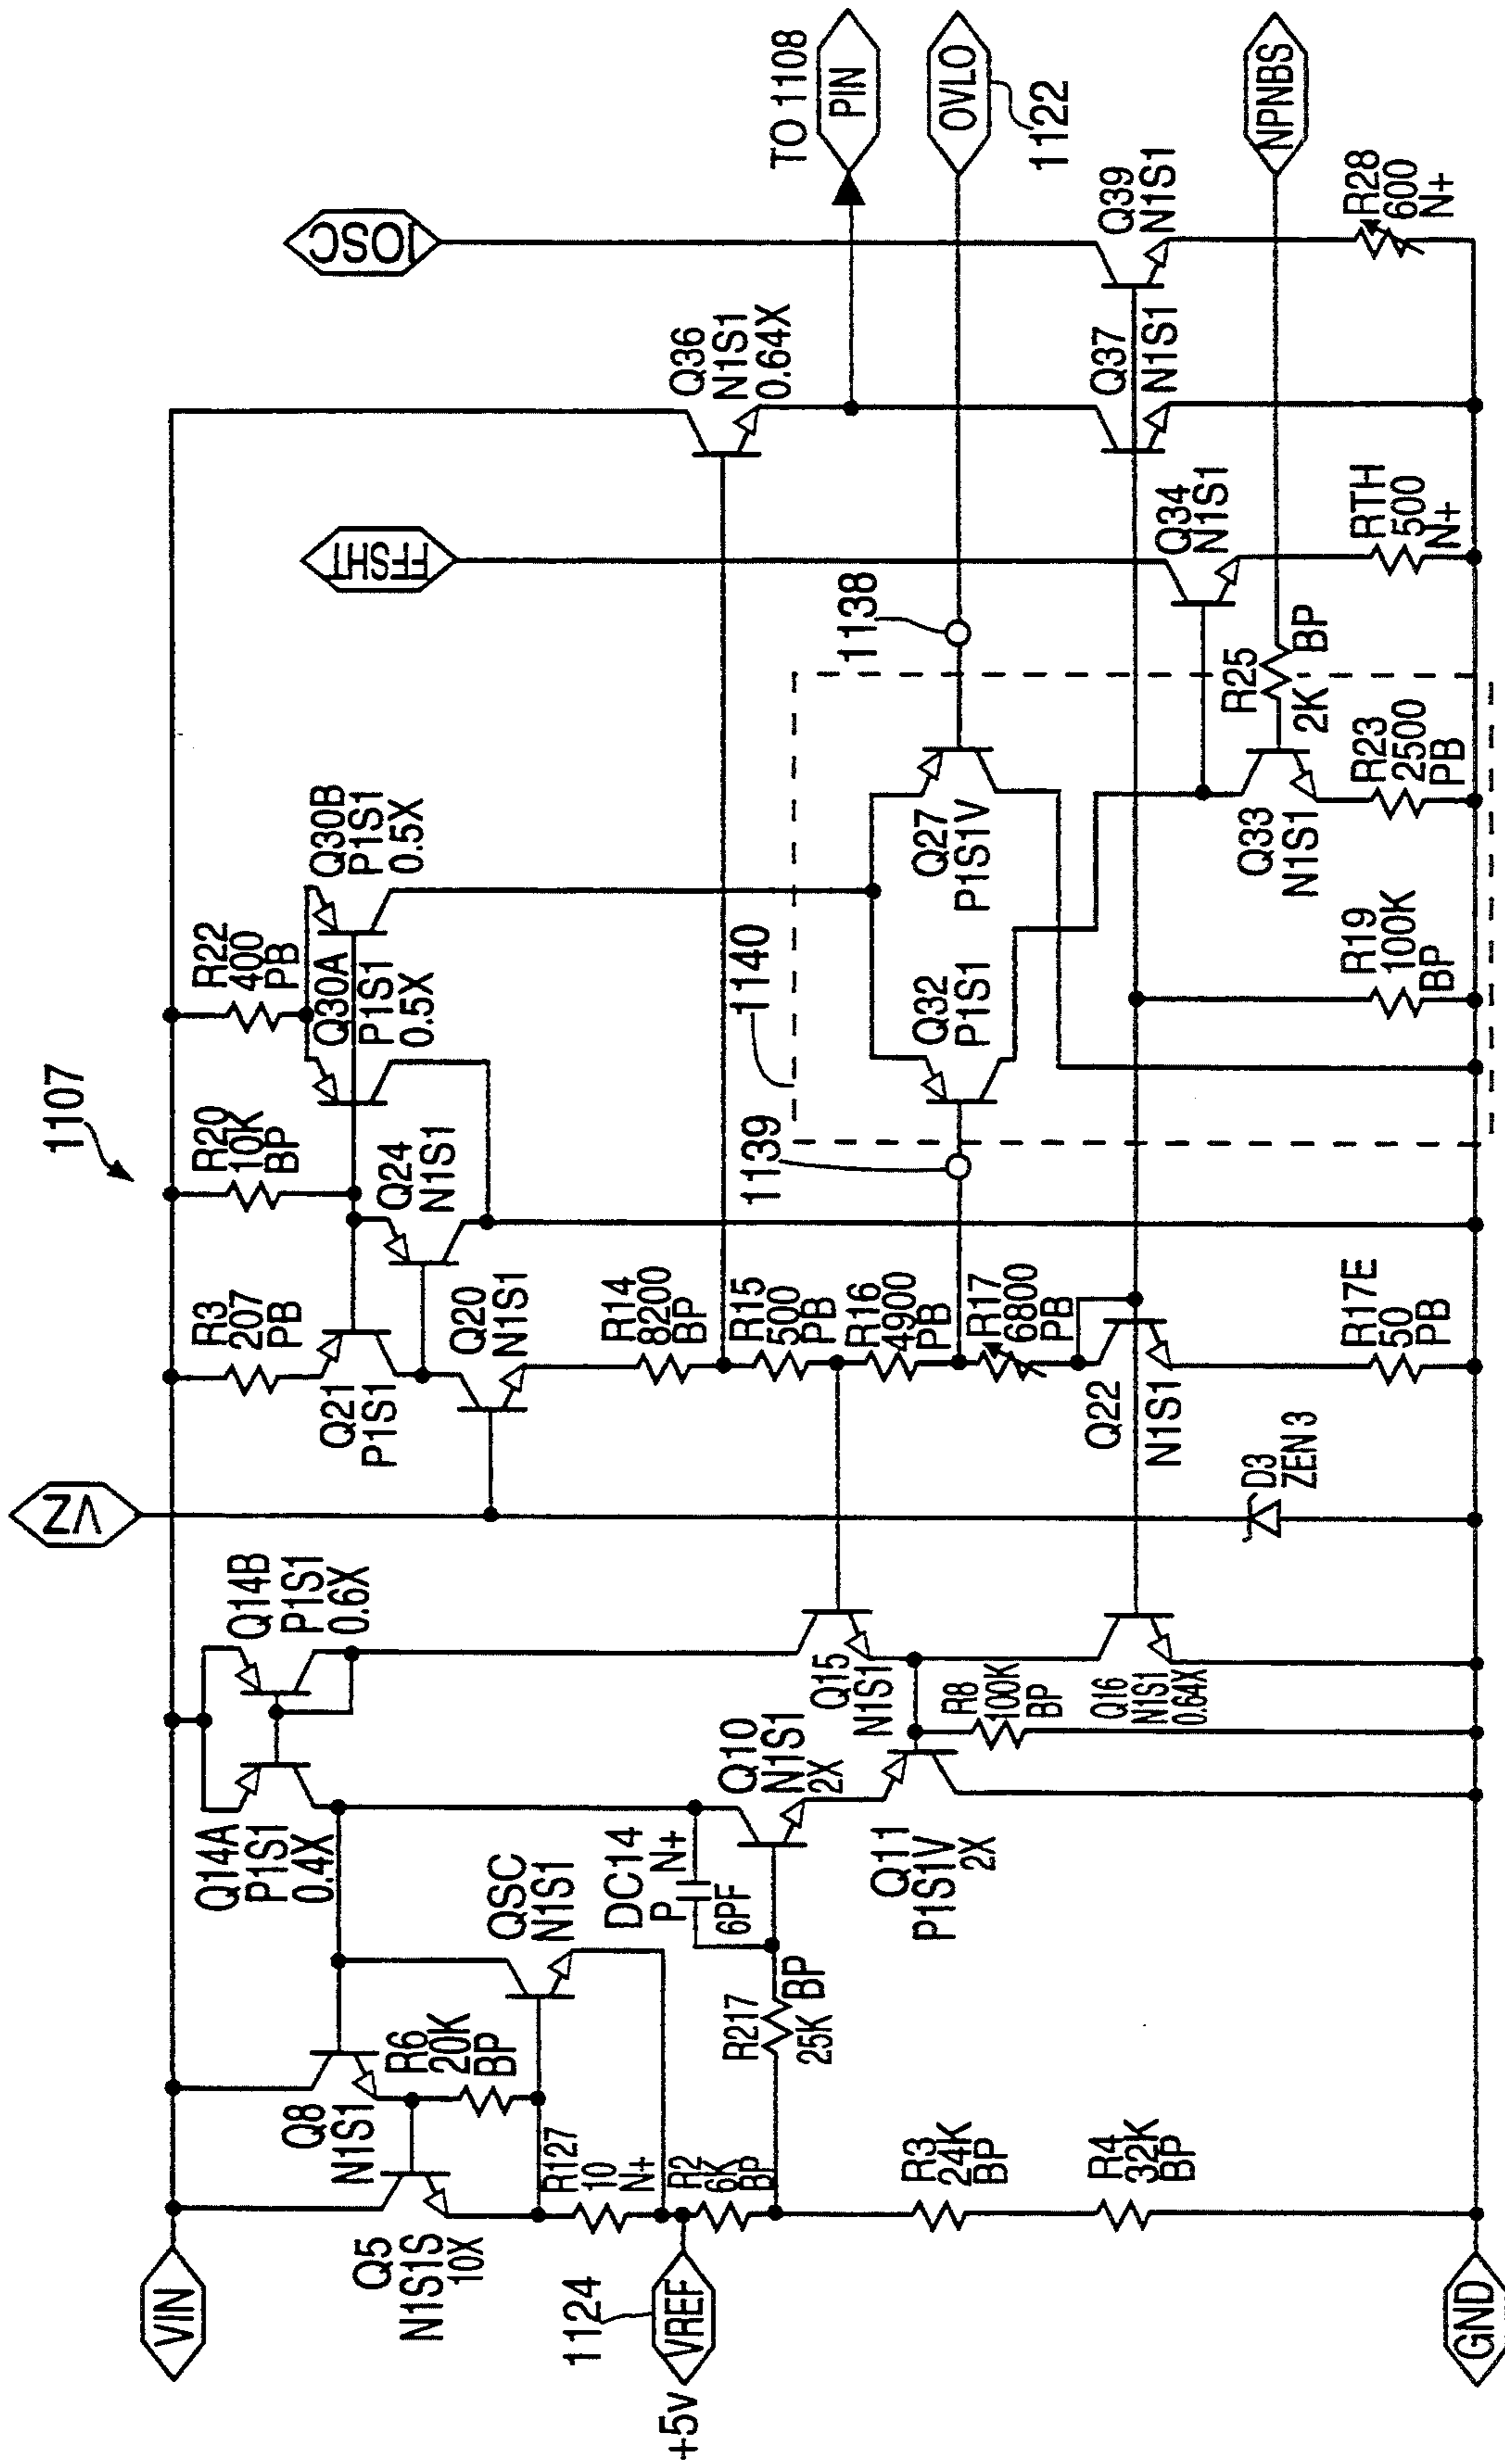 1107
VIN
VZ
Q14A
P1S1
0.4X
Q14B
P1S1
0.6X
R3
207
PB
R20
10K
BP
R22
400
PB
Q30A
P1S1
0.5X
Q30B
P1S1
0.5X
Q21
P1S1
Q24
N1S1
Q20
N1S1
FFSHT
IOSC
Q36
N1S1
0.64X
TO 1108
PIN
OVLO
1122
NPNBS
Q5
N1S1S
10X
Q8
N1S1
R6
20K
BP
QSC
N1S1
R127
10
N+
1124
VREF
+5v
R2
6K
BP
DC14
P
N+
6PF
R217
25K
BP
Q10
N1S1
2X
Q11
P1S1V
2X
Q15
N1S1
R8
100K
BP
Q16
N1S1
0.64X
R3
24K
BP
R4
32K
BP
R14
8200
BP
R15
500
PB
R16
4900
PB
R17
6800
PB
1139
1140
1138
Q32
P1S1
Q27
P1S1V
Q22
N1S1
R17E
50
PB
D3
ZEN 3
R19
100K
BP
Q33
N1S1
R23
2500
PB
R25
2K
BP
Q34
N1S1
RTH
500
N+
Q37
N1S1
Q39
N1S1
R28
600
N+
GND